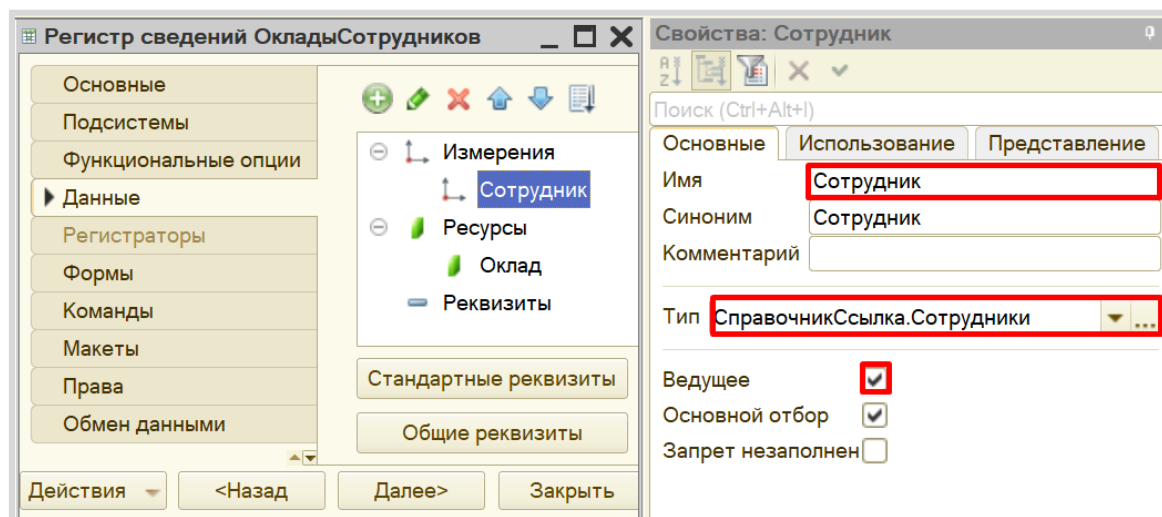 Регистр сведений ОкладыСотрудников
Основные
Подсистемы
Функциональные опции
Данные
Регистраторы
Формы
Команды
Макеты
Права
Обмен данными
Измерения
Сотрудник
Ресурсы
Оклад
Реквизиты
Стандартные реквизиты
Общие реквизиты
Действия
<Назад
Далее>
Закрыть
Свойства: Сотрудник
Поиск (Ctrl+Alt+I)
Основные Использование Представление
Имя Сотрудник
Синоним Сотрудник
Комментарий
Тип СправочникСсылка.Сотрудники ...
Ведущее
Основной отбор
Запрет незаполнен